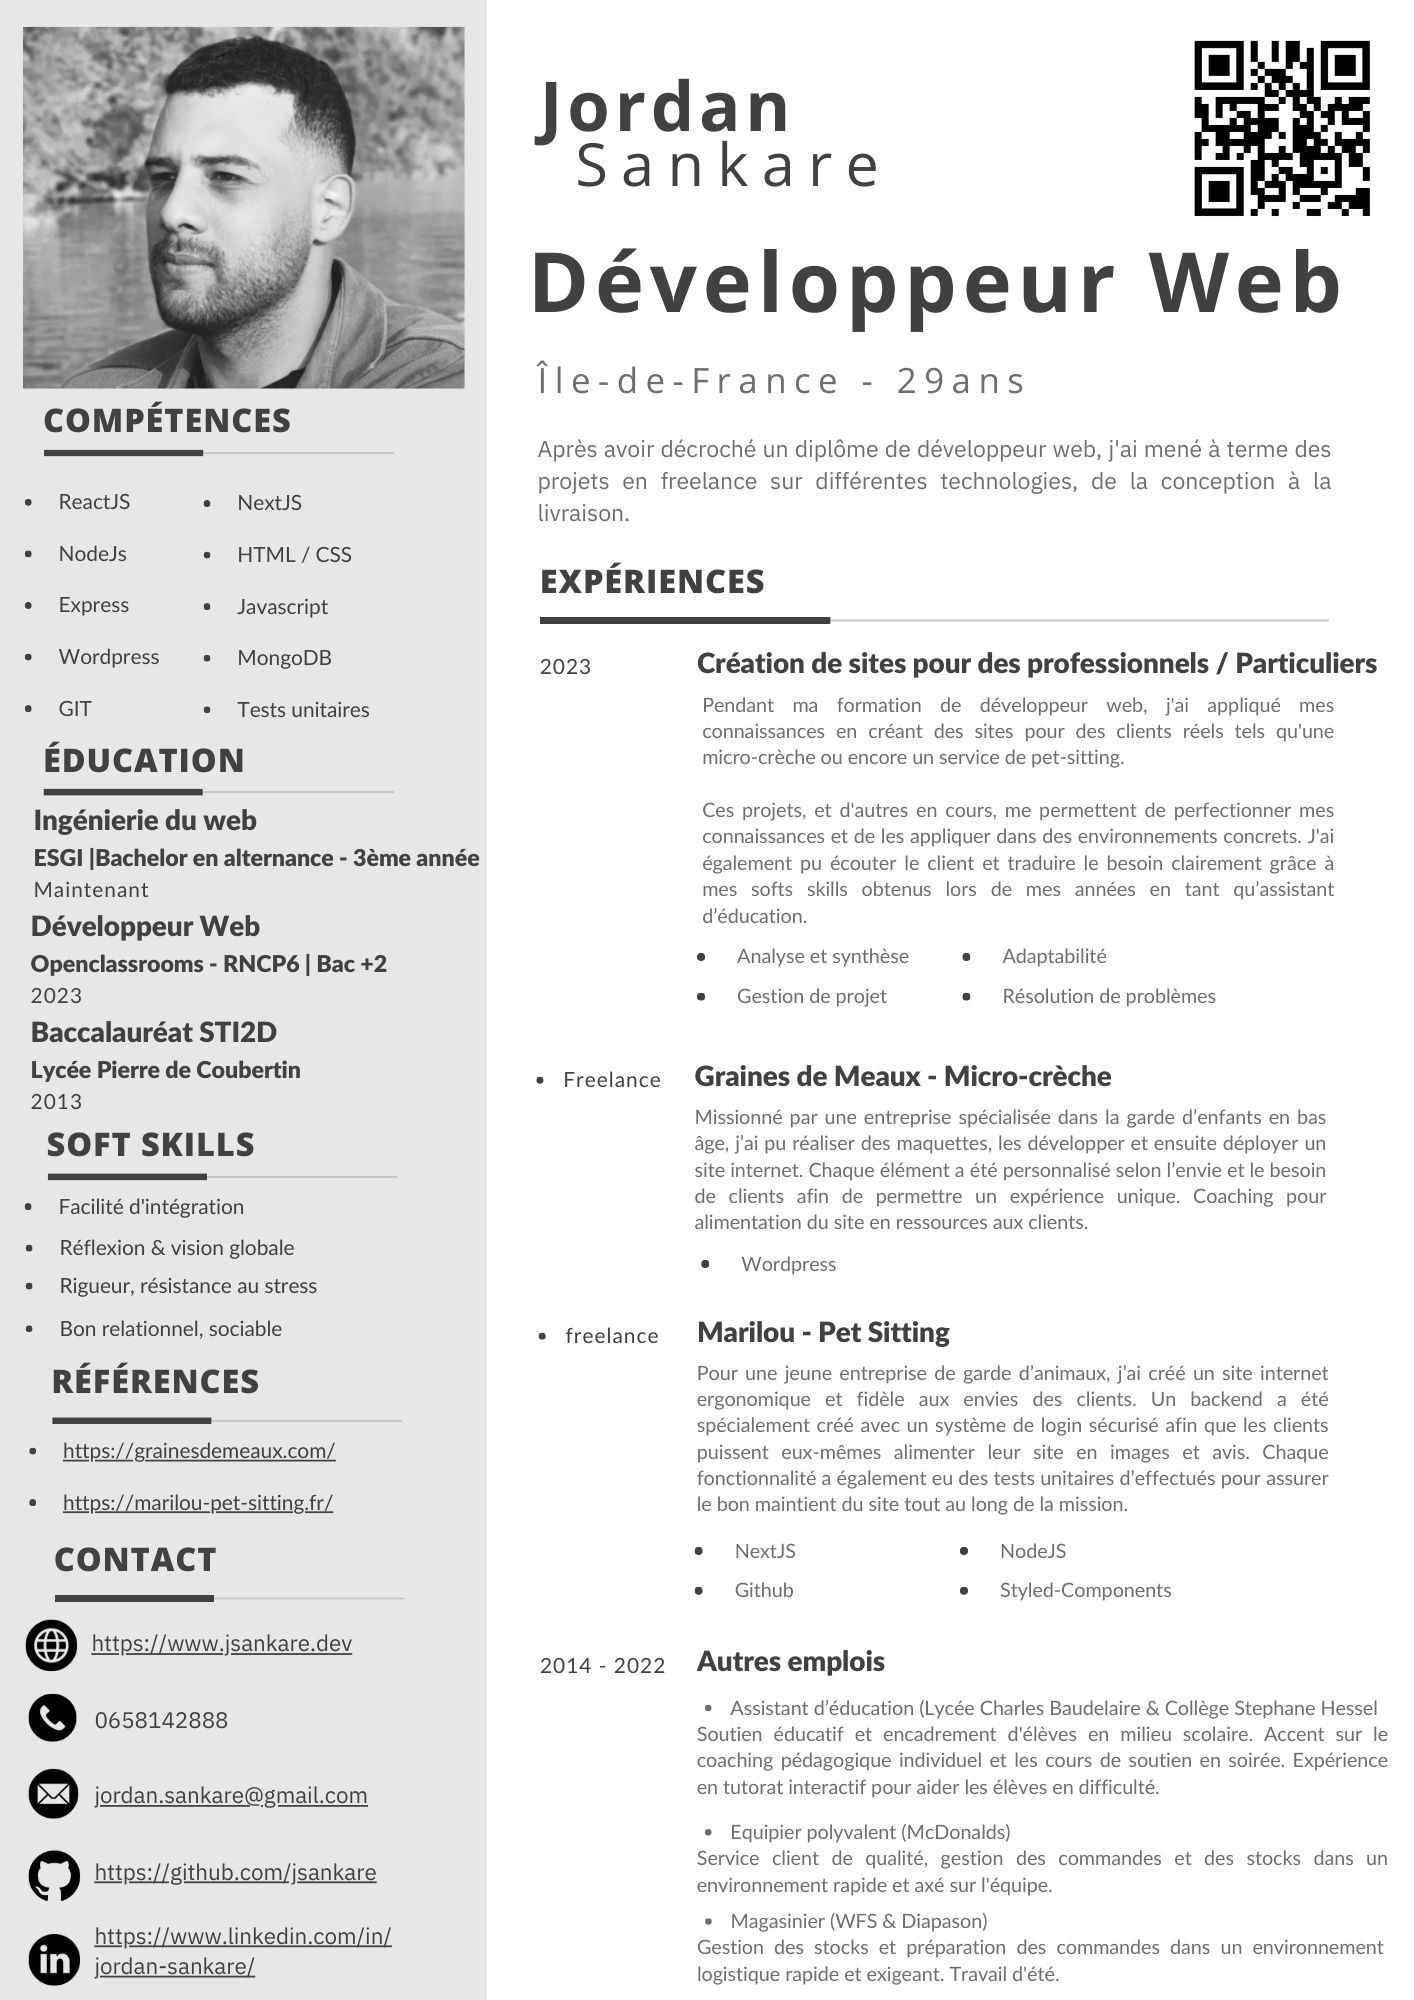 Jordan
Sankare
Développeur Web
Île-de-France - 29ans
Après avoir décroché un diplôme de développeur web, j'ai mené à terme des
projets en freelance sur différentes technologies, de la conception à la
livraison.
COMPÉTENCES
ReactJS
NodeJs
Express
Wordpress
GIT
NextJS
HTML / CSS
Javascript
MongoDB
Tests unitaires
ÉDUCATION
Ingénierie du web
ESGI |Bachelor en alternance - 3ème année
Maintenant
Développeur Web
Openclassrooms - RNCP6 | Bac +2
2023
Baccalauréat STI2D
Lycée Pierre de Coubertin
2013
SOFT SKILLS
Facilité d'intégration
Réflexion & vision globale
Rigueur, résistance au stress
Bon relationnel, sociable
RÉFÉRENCES
https://grainesdemeaux.com/
https://marilou-pet-sitting.fr/
CONTACT
https://www.jsankare.dev
0658142888
jordan.sankare@gmail.com
https://github.com/jsankare
in
https://www.linkedin.com/in/
jordan-sankare/
EXPÉRIENCES
2023
Création de sites pour des professionnels / Particuliers
Pendant ma formation de développeur web, j'ai appliqué mes
connaissances en créant des sites pour des clients réels tels qu'une
micro-crèche ou encore un service de pet-sitting.
Ces projets, et d'autres en cours, me permettent de perfectionner mes
connaissances et de les appliquer dans des environnements concrets. J'ai
également pu écouter le client et traduire le besoin clairement grâce à
mes softs skills obtenus lors de mes années en tant qu’assistant
d’éducation.
Analyse et synthèse
Adaptabilité
Gestion de projet
Résolution de problèmes
Freelance
Graines de Meaux - Micro-crèche
Missionné par une entreprise spécialisée dans la garde d’enfants en bas
âge, j’ai pu réaliser des maquettes, les développer et ensuite déployer un
site internet. Chaque élément a été personnalisé selon l’envie et le besoin
de clients afin de permettre un expérience unique. Coaching pour
alimentation du site en ressources aux clients.
Wordpress
freelance
Marilou - Pet Sitting
Pour une jeune entreprise de garde d’animaux, j’ai créé un site internet
ergonomique et fidèle aux envies des clients. Un backend a été
spécialement créé avec un système de login sécurisé afin que les clients
puissent eux-mêmes alimenter leur site en images et avis. Chaque
fonctionnalité a également eu des tests unitaires d’effectués pour assurer
le bon maintient du site tout au long de la mission.
NextJS
NodeJS
Github
Styled-Components
2014 - 2022
Autres emplois
Assistant d’éducation (Lycée Charles Baudelaire & Collège Stephane Hessel
Soutien éducatif et encadrement d'élèves en milieu scolaire. Accent sur le
coaching pédagogique individuel et les cours de soutien en soirée. Expérience
en tutorat interactif pour aider les élèves en difficulté.
Equipier polyvalent (McDonalds)
Service client de qualité, gestion des commandes et des stocks dans un
environnement rapide et axé sur l'équipe.
Magasinier (WFS & Diapason)
Gestion des stocks et préparation des commandes dans un environnement
logistique rapide et exigeant. Travail d'été.